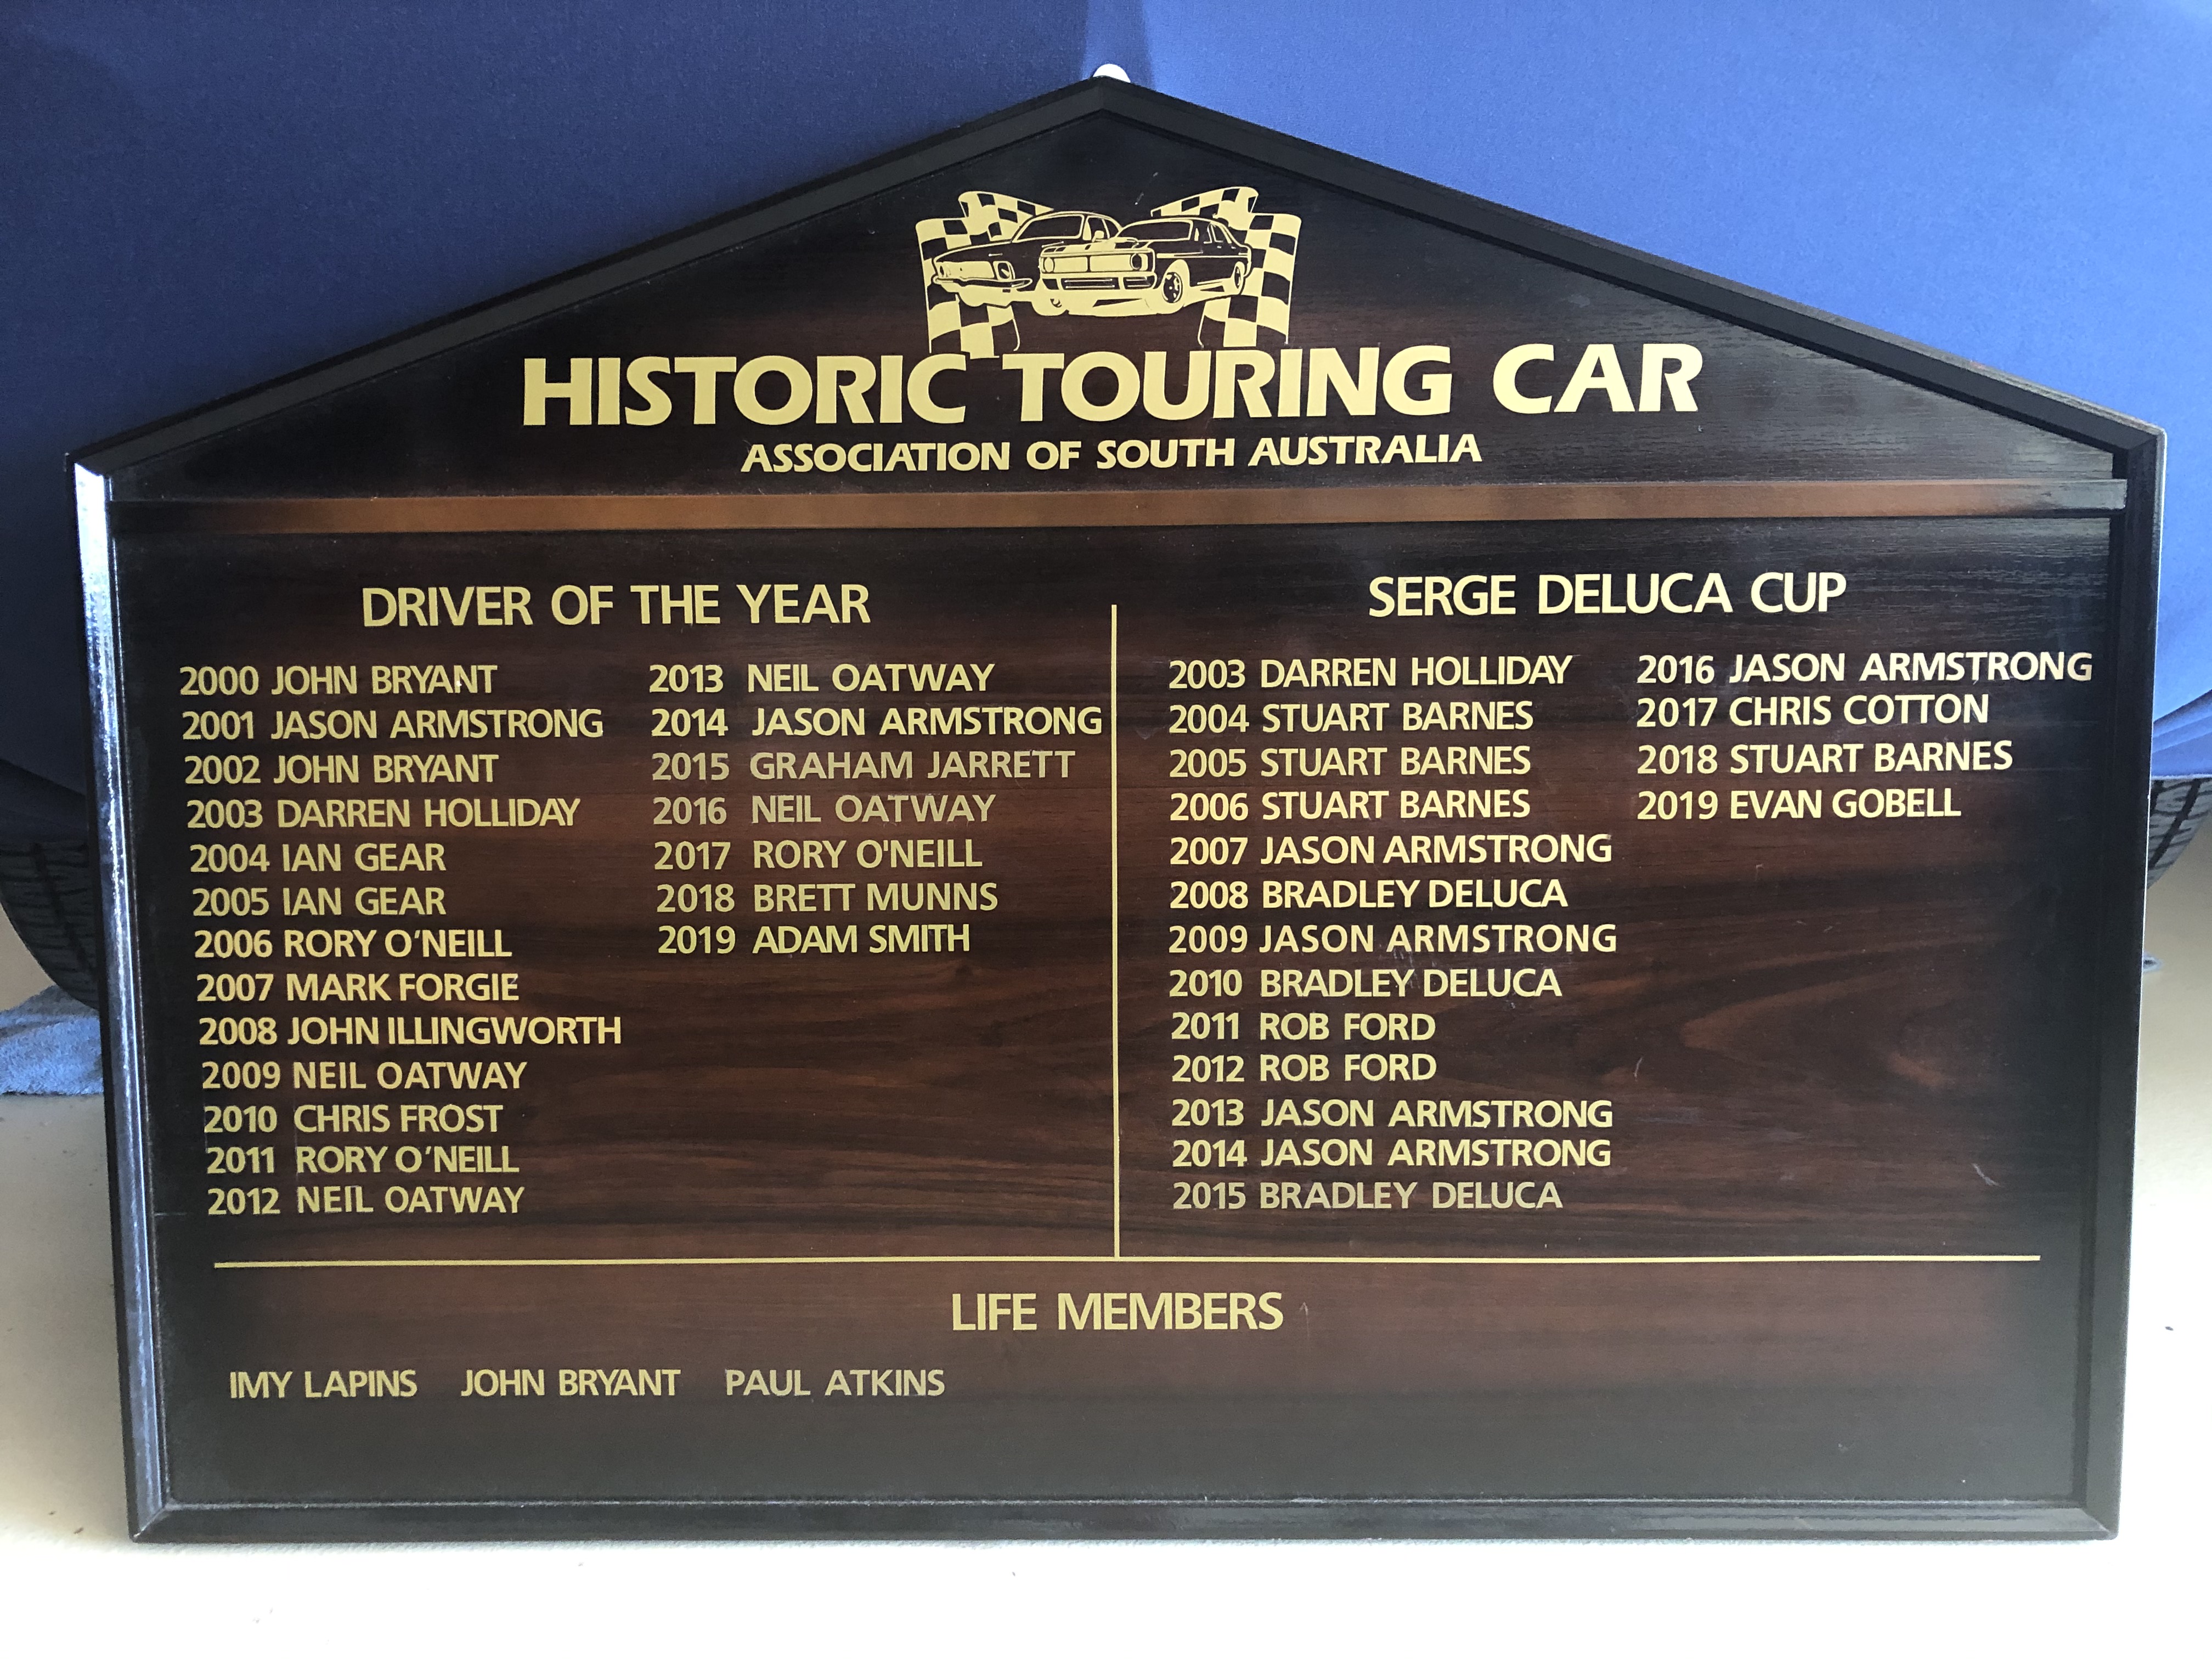 HISTORIC TOURING CAR
ASSOCIATION OF SOUTH AUSTRALIA
DRIVER OF THE YEAR
2000 JOHN BRYANT
2001 JASON ARMSTRONG
2002 JOHN BRYANT
2003 DARREN HOLLIDAY
2004 IAN GEAR
2005 IAN GEAR
2006 RORY O'NEILL
2007 MARK FORGIE
2008 JOHN ILLINGWORTH
2009 NEIL OATWAY
2010 CHRIS FROST
2011 RORY O'NEILL
2012 NEIL OATWAY
2013 NEIL OATWAY
2014 JASON ARMSTRONG
2015 GRAHAM JARRETT
2016 NEIL OATWAY
2017 RORY O'NEILL
2018 BRETT MUNNS
2019 ADAM SMITH
SERGE DELUCA CUP
2003 DARREN HOLLIDAY
2004 STUART BARNES
2005 STUART BARNES
2006 STUART BARNES
2007 JASON ARMSTRONG
2008 BRADLEY DELUCA
2009 JASON ARMSTRONG
2010 BRADLEY DELUCA
2011 ROB FORD
2012 ROB FORD
2013 JASON ARMSTRONG
2014 JASON ARMSTRONG
2015 BRADLEY DELUCA
2016 JASON ARMSTRONG
2017 CHRIS COTTON
2018 STUART BARNES
2019 EVAN GOBELL
LIFE MEMBERS
IMY LAPINS JOHN BRYANT PAUL ATKINS